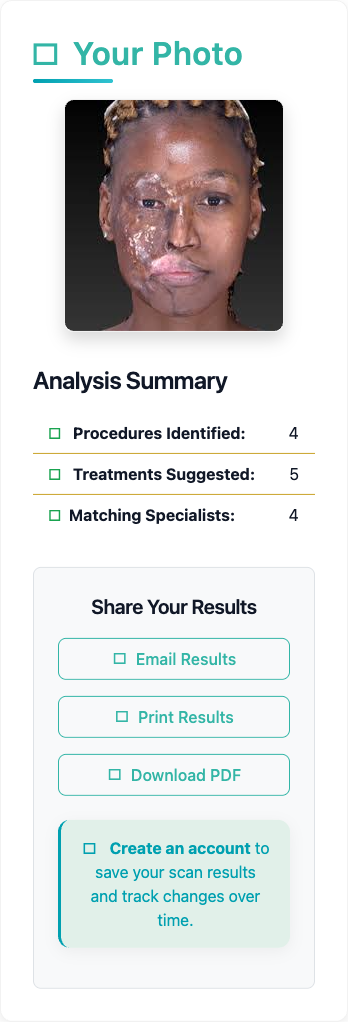 Your Photo
Analysis Summary
Procedures Identified: 4
Treatments Suggested: 5
Matching Specialists: 4
Share Your Results
Email Results
Print Results
Download PDF
Create an account to
save your scan results
and track changes over
time.